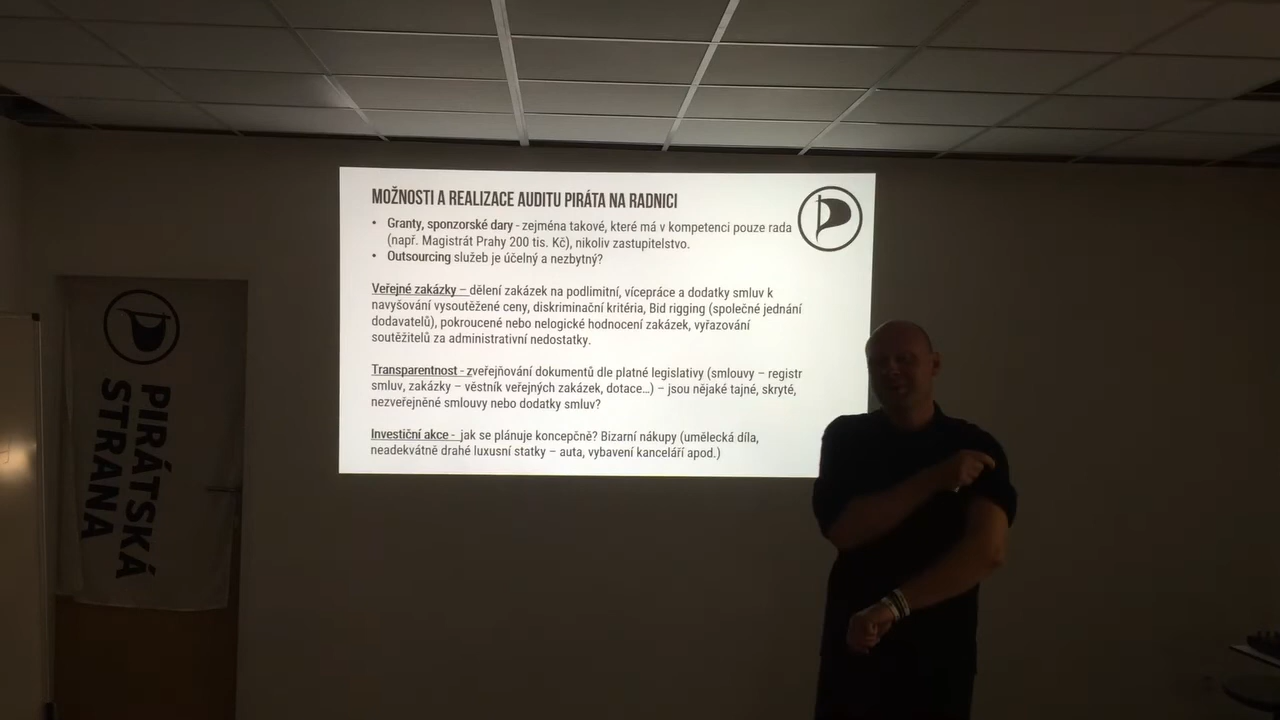 MOŽNOSTI A REALIZACE AUDITU PIRÁTA NA RADNICI
• Granty, sponzorské dary - zejména takové, které má v kompetenci pouze rada
(např. Magistrát Prahy 200 tis. Kč), nikoliv zastupitelstvo.
• Outsourcing služeb je účelný a nezbytný?
Veřejné zakázky – dělení zakázek na podlimitní, vícepráce a dodatky smluv k
navyšování vysoutěžené ceny, diskriminační kritéria, Bid rigging (společné jednání
dodavatelů), pokroucené nebo nelogické hodnocení zakázek, vyřazování
soutěžitelů za administrativní nedostatky.
Transparentnost - zveřejňování dokumentů dle platné legislativy (smlouvy – registr
smluv, zakázky – věstník veřejných zakázek, dotace...) – jsou nějaké tajné, skryté,
nezveřejněné smlouvy nebo dodatky smluv?
Investiční akce - jak se plánuje koncepčně? Bizarní nákupy (umělecká díla,
neadekvátně drahé luxusní statky – auta, vybavení kanceláří apod.)
PIRÁTSKÁ
STRANA